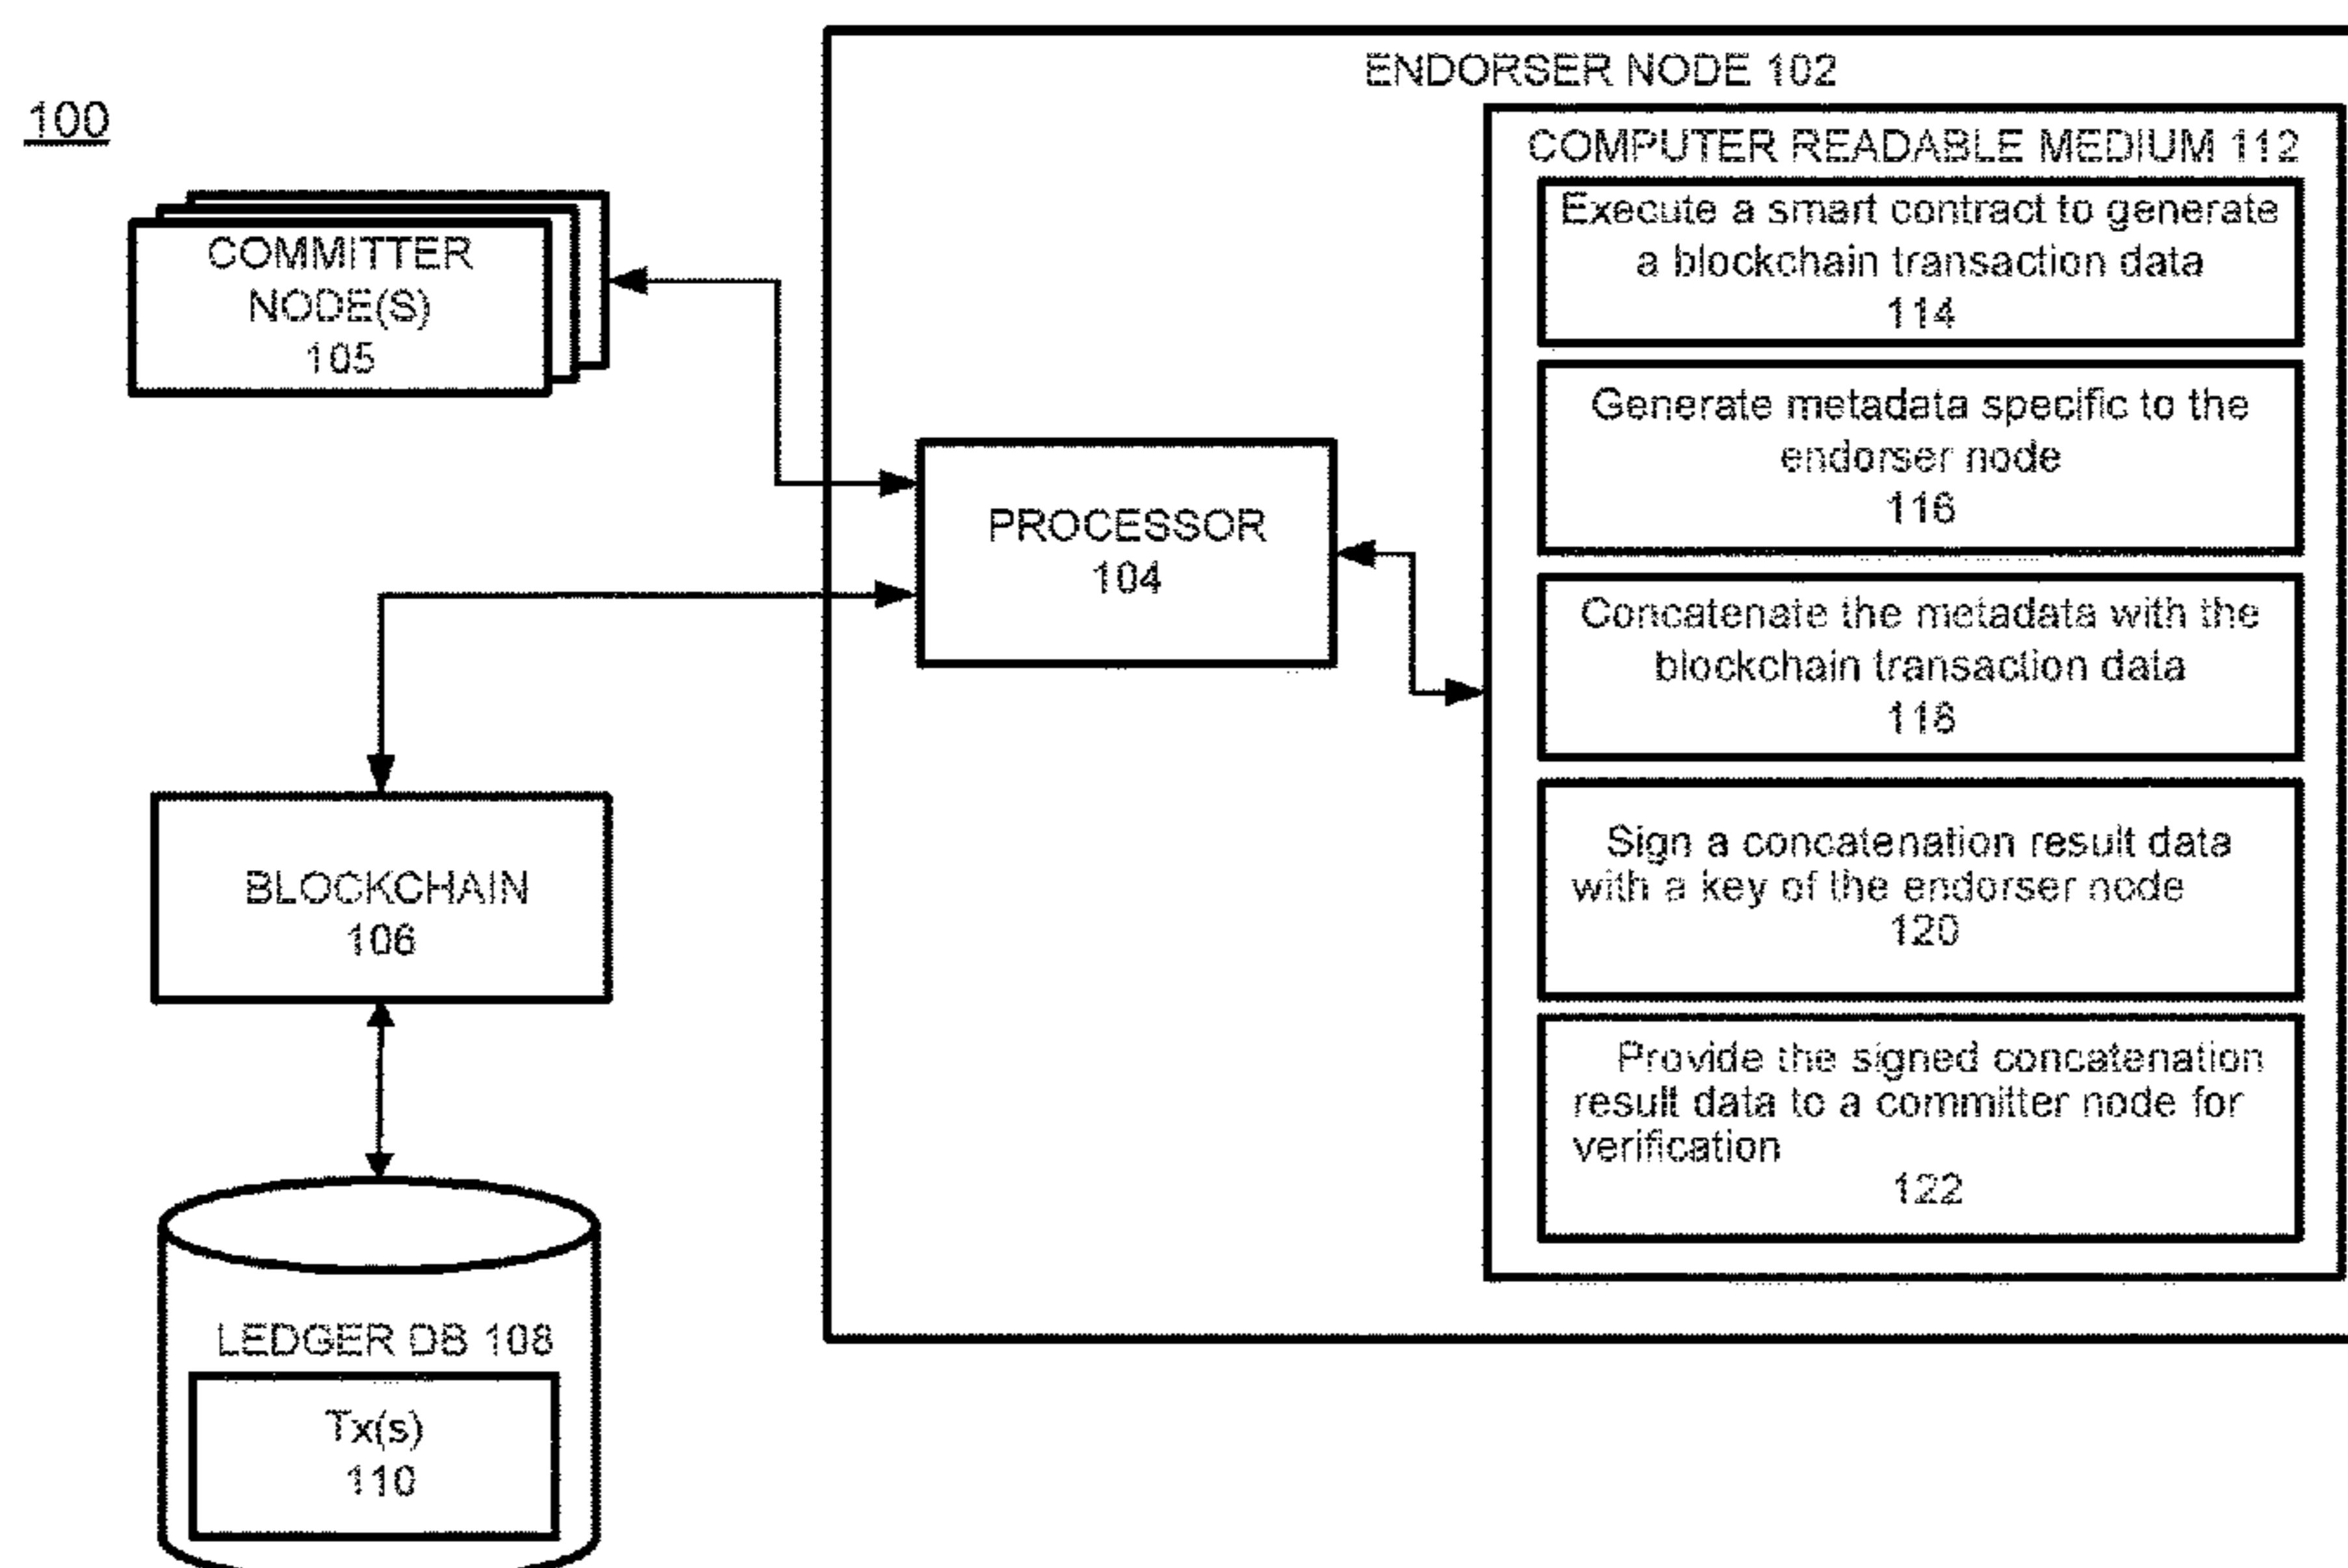 100
ENDORSER NODE 102
COMPUTER READABLE MEDIUM 112
Execute a smart contract to generate
a blockchain transaction data
114
Generate metadata specific to the
endorser node
116
Concatenate the metadata with the
blockchain transaction data
118
Sign a concatenation result data
with a key of the endorser node
120
Provide the signed concatenation
result data to a committer node for
verification
122
COMMITTER
NODE(S)
105
PROCESSOR
104
BLOCKCHAIN
106
LEDGER DB 108
Tx(s)
110